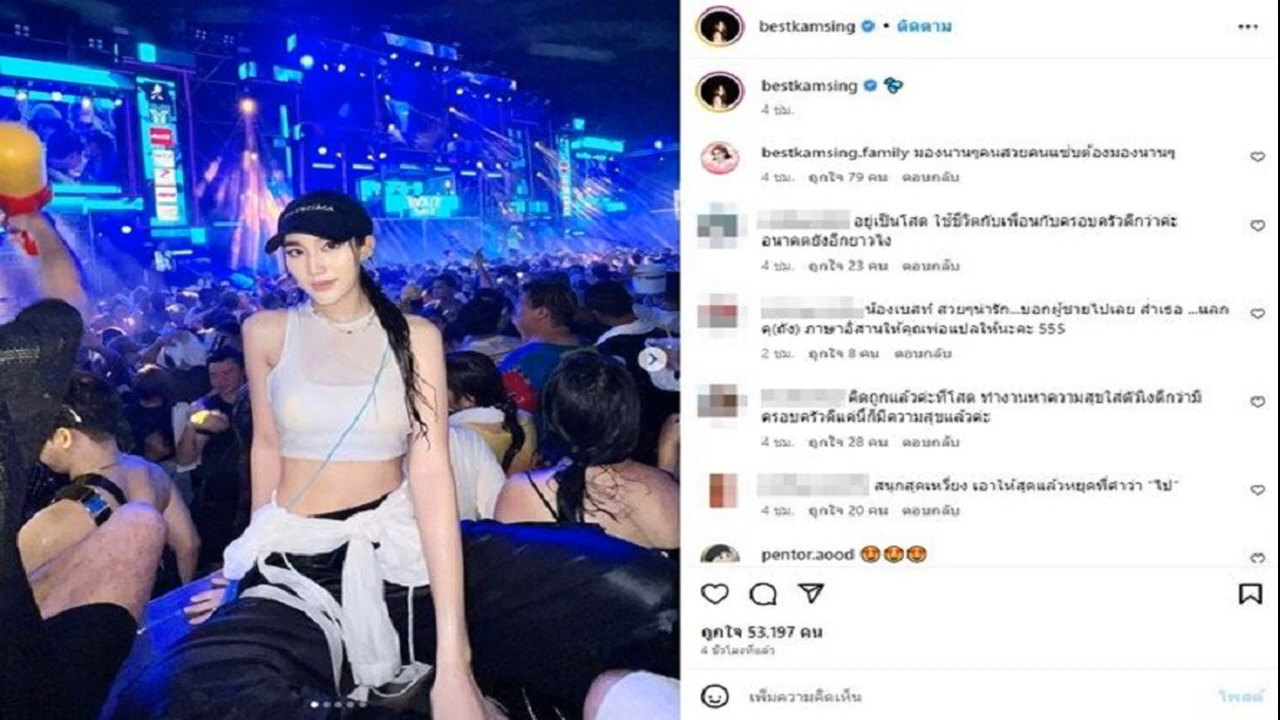 BALENCIAGA
bestkamsing • ติดตาม
bestkamsing
4 ชม.
bestkamsing.family มองนานๆคนสวยคนแซ่บต้องมองนานๆ
4 ชม. ถูกใจ 79 คน ตอบกลับ
อยู่เป็นโสด ใช้ชีวิตกับเพื่อนกับครอบครัวดีกว่าค่ะ
อนาคตยังอีกยาวไกล
4 ชม. ถูกใจ 23 คน ตอบกลับ
น้องเบสท์ สวยๆน่ารัก...บอกผู้ชายไปเลย สำเธอ ...แลก
ภาษาอีสานให้คุณพ่อแปลให้นะคะ 555
2 ชม. ถูกใจ 8 คน ตอบกลับ
คิดถูกแล้วค่ะที่โสด ทำงานหาความสุขใส่ตัวเองดีกว่ามี
ครอบครัวดีแค่นี้ก็มีความสุขแล้วค่ะ
4 ชม. ถูกใจ 28 คน ตอบกลับ
สนุกสุดเหวี่ยง เอาให้สุดแล้วหยุดที่คำว่า
4 ชม. ถูกใจ 20 คน ตอบกลับ
pentor.aood
ถูกใจ 53,197 คน
4 ชั่วโมงที่แล้ว
เพิ่มความคิดเห็น
โพสต์